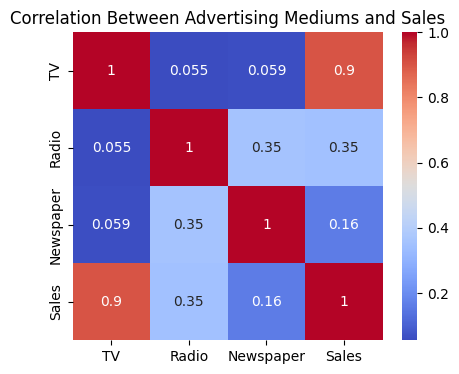 Correlation Between Advertising Mediums and Sales
TV 1 0.055 0.059 0.9
Radio 0.055 1 0.35 0.35
Newspaper 0.059 0.35 1 0.16
Sales 0.9 0.35 0.16 1
TV Radio Newspaper Sales
1.0
0.8
0.6
0.4
0.2